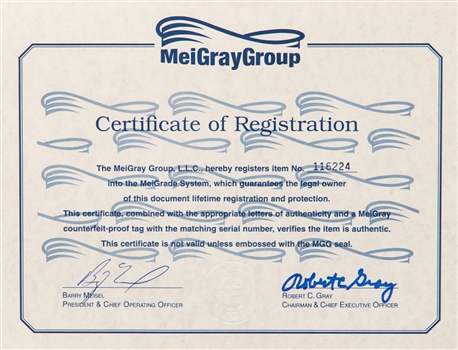 MeiGrayGroup
Certificate of Registration
The MeiGray Group, L.L.C., hereby registers item No. 116224
into the MeiGrade System, which guarantees the legal owner
of this document lifetime registration and protection.
This certificate, combined with the appropriate letters of authenticity and a MeiGray
counterfeit-proof tag with the matching serial number, verifies the item is authentic.
This certificate is not valid unless embossed with the MGG seal.
Robert C. Gray
BARRY MEISEL
PRESIDENT & CHIEF OPERATING OFFICER
ROBERT C. GRAY
CHAIRMAN & CHIEF EXECUTIVE OFFICER